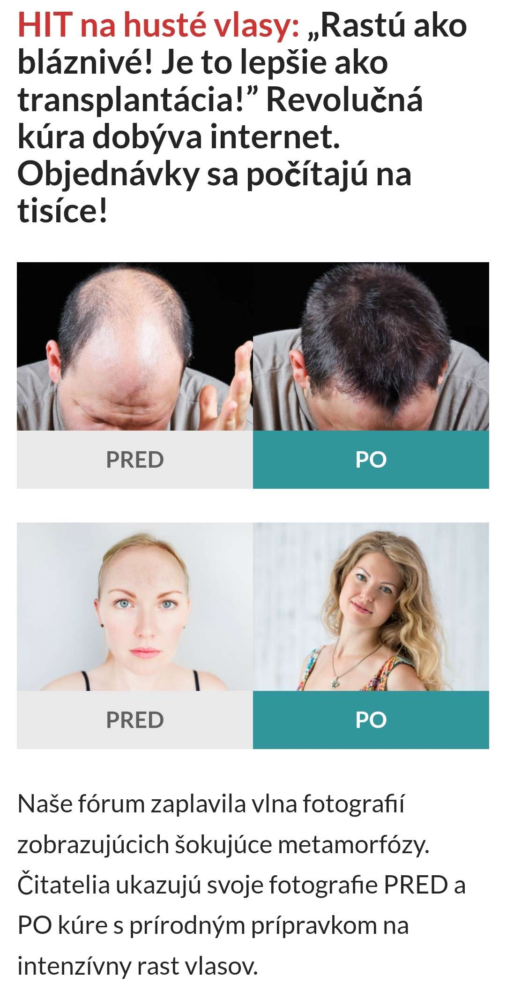 HIT na husté vlasy: „Rastú ako
bláznivé! Je to lepšie ako
transplantácia!” Revolučná
kúra dobýva internet.
Objednávky sa počítajú na
tisíce!
PRED
PO
PRED
PO
Naše fórum zaplavila vlna fotografií
zobrazujúcich šokujúce metamorfózy.
Čitatelia ukazujú svoje fotografie PRED a
PO kúre s prírodným prípravkom na
intenzívny rast vlasov.